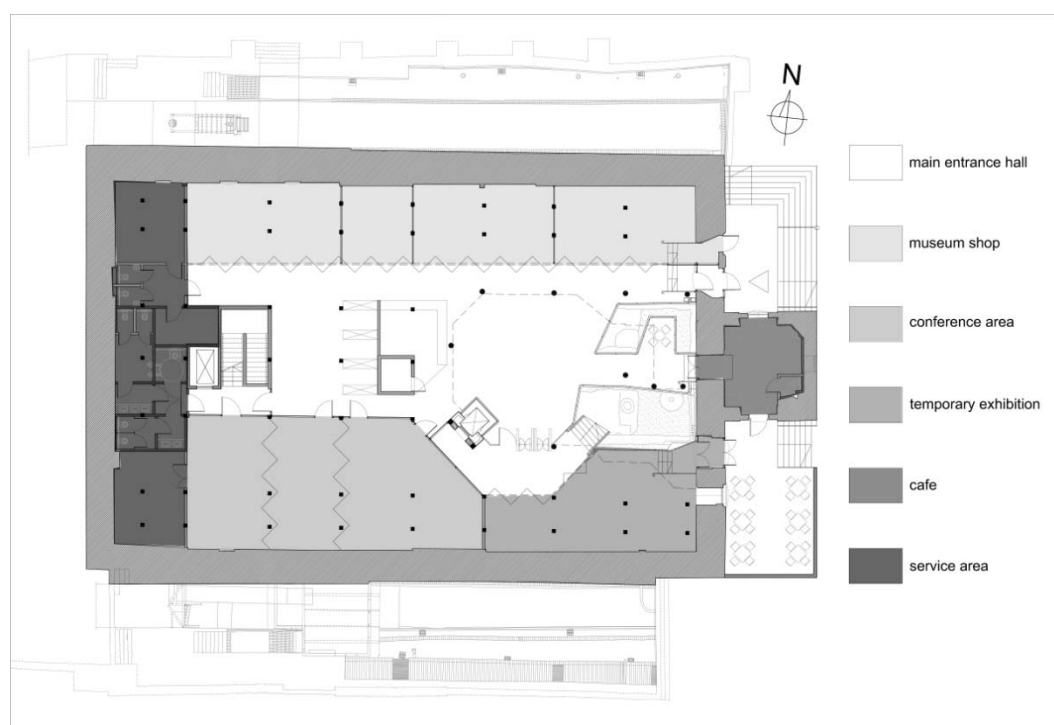 N
main entrance hall
museum shop
conference area
temporary exhibition
cafe
service area